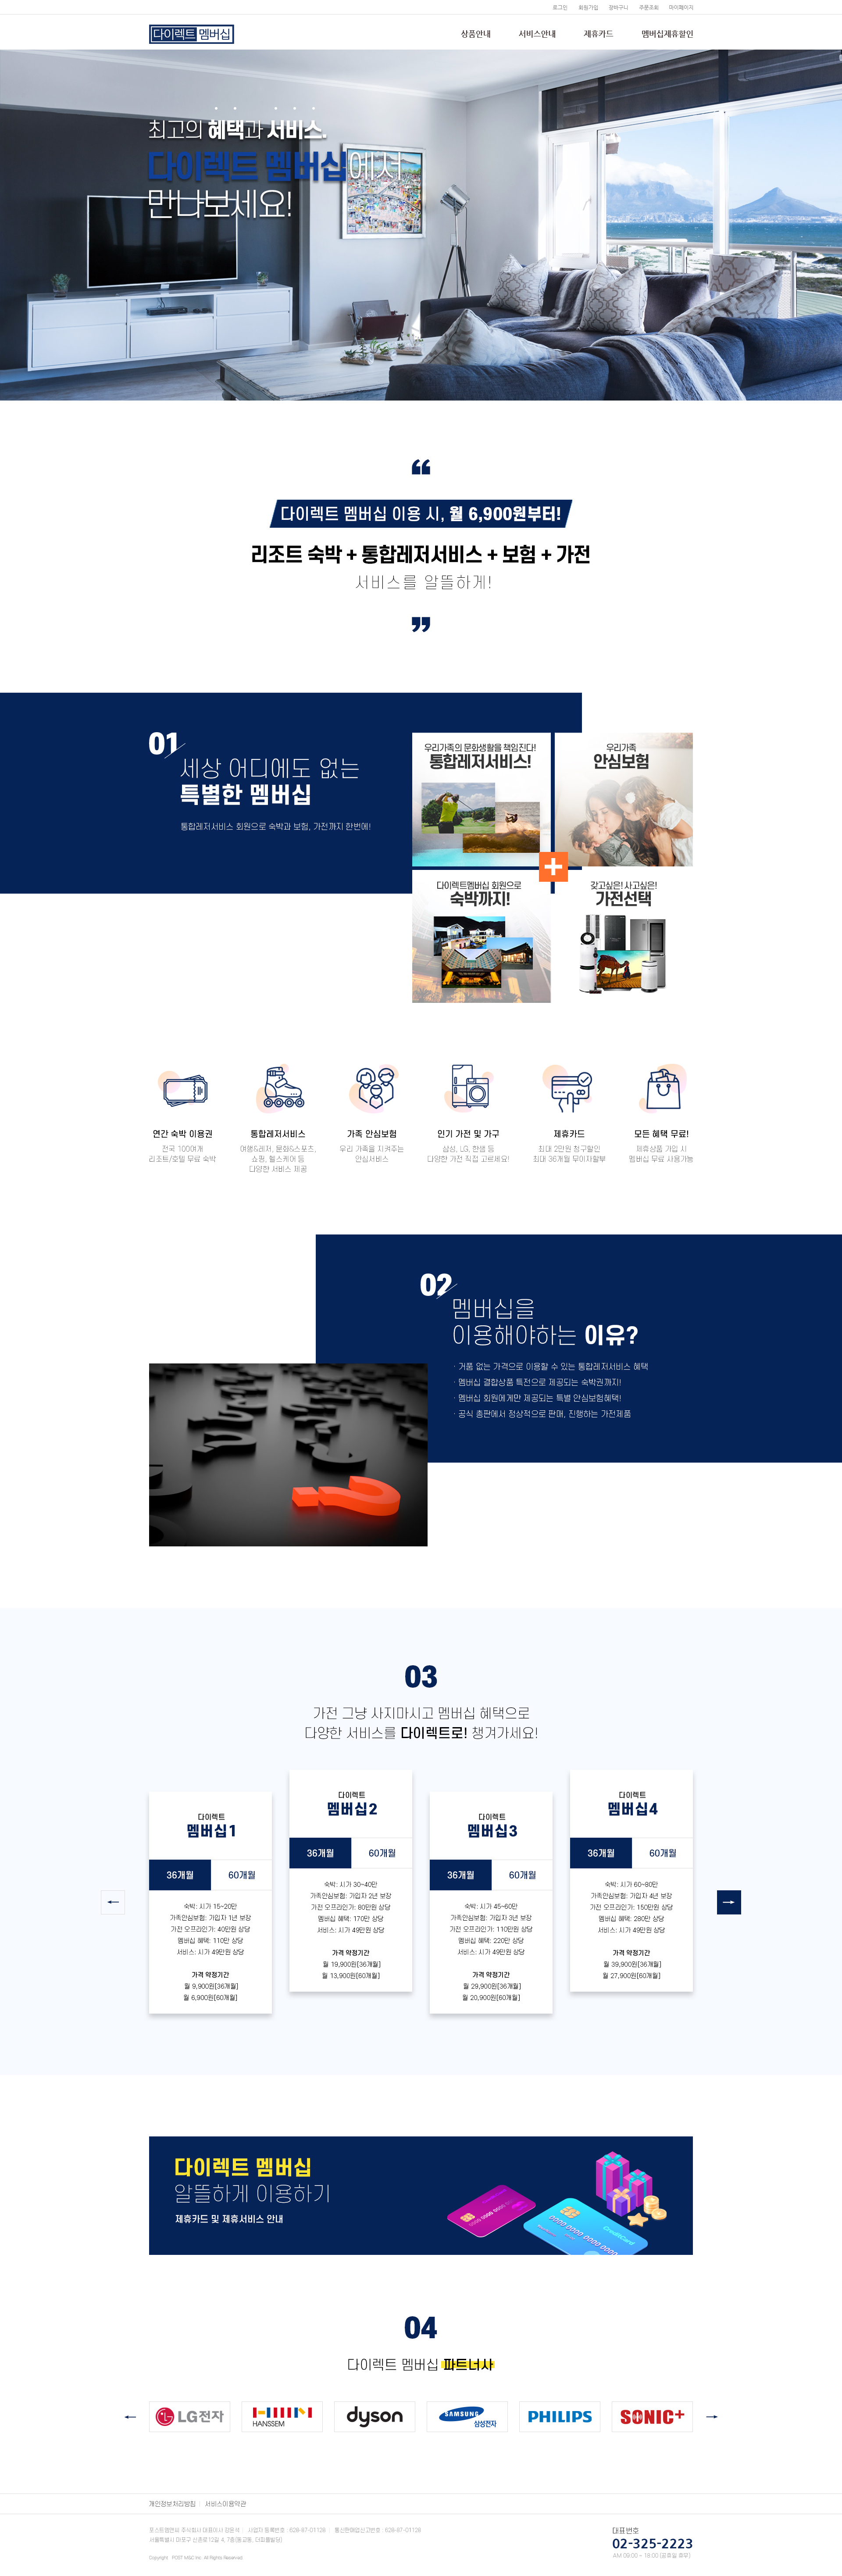 로그인 회원가입 장바구니 주문조회 마이페이지
다이렉트 멤버십
상품안내 서비스안내 제휴카드 멤버십제휴할인
최고의 혜택과 서비스.
다이렉트 멤버십에서
만나보세요!
다이렉트 멤버십 이용 시, 월 6,900원부터!
리조트 숙박 + 통합레저서비스 + 보험 + 가전
서비스를 알뜰하게!
01
세상 어디에도 없는
특별한 멤버십
통합레저서비스 회원으로 숙박과 보험, 가전까지 한번에!
우리가족의 문화생활을 책임진다!
통합레저서비스!
우리가족
안심보험
다이렉트멤버십 회원으로
숙박까지!
갖고싶은! 사고싶은!
가전선택
연간 숙박 이용권
전국 100여개
리조트/호텔 무료 숙박
통합레저서비스
여행&레저, 문화&스포츠,
쇼핑, 헬스케어 등
다양한 서비스 제공
가족 안심보험
우리 가족을 지켜주는
안심서비스
인기 가전 및 가구
삼성, LG, 한샘 등
다양한 가전 직접 고르세요!
제휴카드
최대 2만원 청구할인
최대 36개월 무이자할부
모든 혜택 무료!
제휴상품 가입 시
멤버십 무료 사용가능
02
멤버십을
이용해야하는 이유?
· 거품 없는 가격으로 이용할 수 있는 통합레저서비스 혜택
· 멤버십 결합상품 특전으로 제공되는 숙박권까지!
· 멤버십 회원에게만 제공되는 특별 안심보험혜택!
· 공식 총판에서 정상적으로 판매, 진행하는 가전제품
03
가전 그냥 사지마시고 멤버십 혜택으로
다양한 서비스를 다이렉트로! 챙겨가세요!
다이렉트
멤버십1
36개월 60개월
숙박: 시가 15~20만
가족안심보험: 가입자 1년 보장
가전 오프라인가: 40만원 상당
멤버십 혜택: 110만 상당
서비스: 시가 49만원 상당
가격 약정기간
월 9,900원[36개월]
월 6,900원[60개월]
다이렉트
멤버십2
36개월 60개월
숙박: 시가 30~40만
가족안심보험: 가입자 2년 보장
가전 오프라인가: 80만원 상당
멤버십 혜택: 170만 상당
서비스: 시가 49만원 상당
가격 약정기간
월 19,900원[36개월]
월 13,900원[60개월]
다이렉트
멤버십3
36개월 60개월
숙박: 시가 45~60만
가족안심보험: 가입자 3년 보장
가전 오프라인가: 110만원 상당
멤버십 혜택: 220만 상당
서비스: 시가 49만원 상당
가격 약정기간
월 29,900원[36개월]
월 20,900원[60개월]
다이렉트
멤버십4
36개월 60개월
숙박: 시가 60~80만
가족안심보험: 가입자 4년 보장
가전 오프라인가: 150만원 상당
멤버십 혜택: 280만 상당
서비스: 시가 49만원 상당
가격 약정기간
월 39,900원[36개월]
월 27,900원[60개월]
다이렉트 멤버십
알뜰하게 이용하기
제휴카드 및 제휴서비스 안내
CreditCard
04
다이렉트 멤버십 파트너사
LG전자
HANSSEM
dyson
SAMSUNG
삼성전자
PHILIPS
SONIC+
개인정보처리방침 | 서비스이용약관
대표번호
02-325-2223